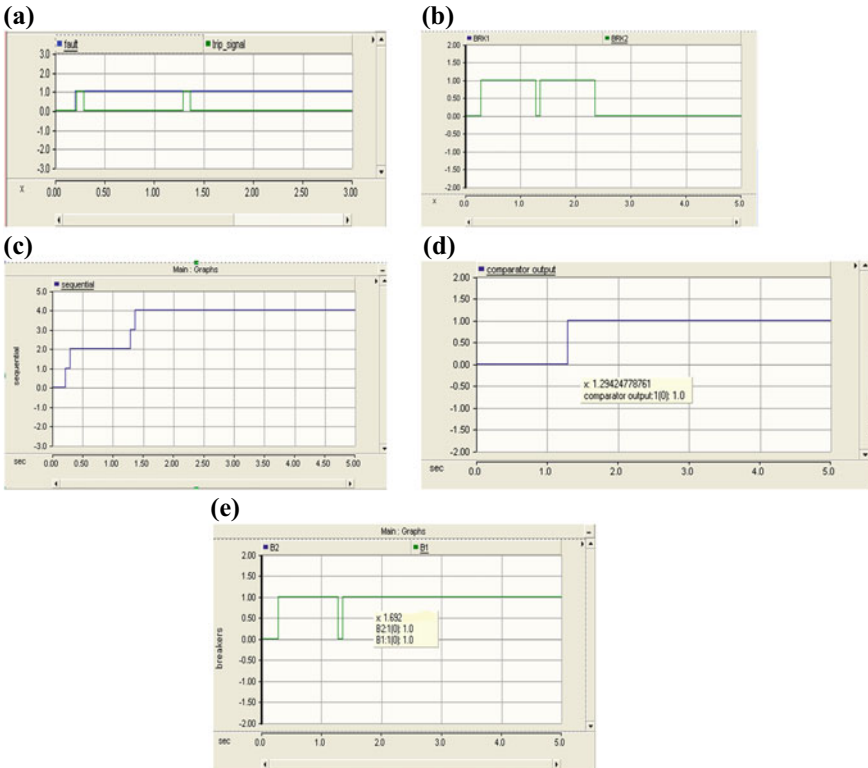 (a)
fault trip_signal
3.0
2.0
1.0
0.0
-1.0
-2.0
-3.0
x 0.00 0.50 1.00 1.50 2.00 2.50 3.00
(b)
BRK1 BRK2
2.00
1.50
1.00
0.50
0.00
-0.50
-1.00
-1.50
-2.00
x 0.0 1.0 2.0 3.0 4.0 5.0
(c)
Main : Graphs
sequential
5.0
4.0
3.0
2.0
1.0
0.0
-1.0
-2.0
-3.0
sequential
sec 0.00 0.50 1.00 1.50 2.00 2.50 3.00 3.50 4.00 4.50 5.00
(d)
comparator output
2.00
1.50
1.00
0.50
0.00
-0.50
-1.00
-1.50
-2.00
x: 1.29424778761
comparator output:1(0): 1.0
sec 0.0 1.0 2.0 3.0 4.0 5.0
(e)
Main : Graphs
B2 B1
2.00
1.50
1.00
0.50
0.00
-0.50
-1.00
-1.50
-2.00
breakers
x: 1.692
B2:1(0): 1.0
B1:1(0): 1.0
sec 0.0 1.0 2.0 3.0 4.0 5.0